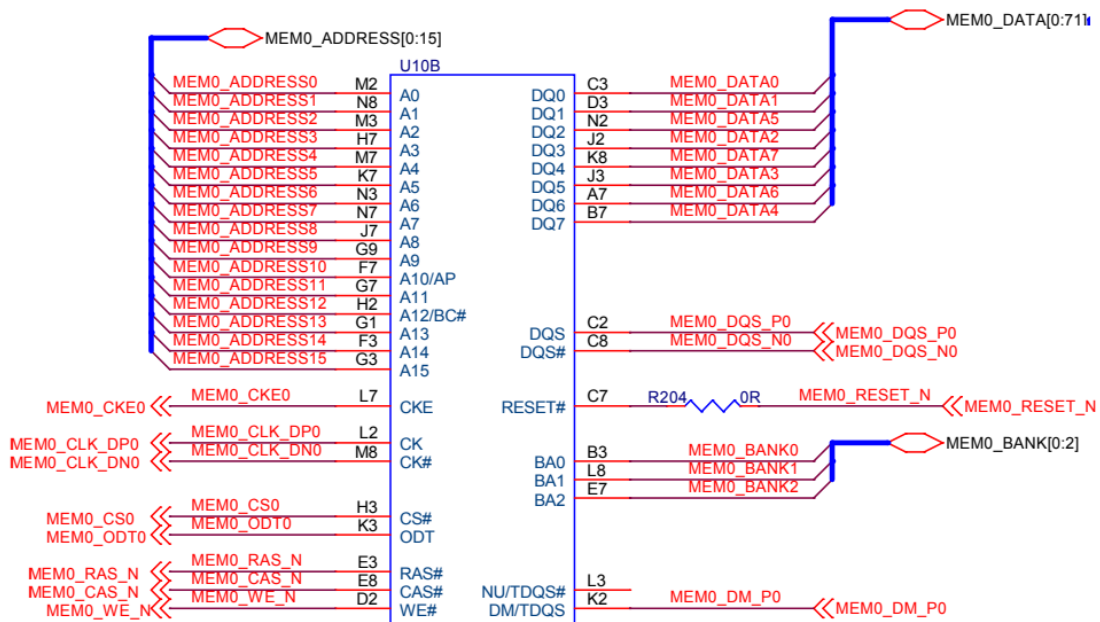 MEM0_DATA[0:71]
MEM0_ADDRESS[0:15]
U10B
MEM0_ADDRESS0 M2 A0 DQ0 C3 MEM0_DATA0
MEM0_ADDRESS1 N8 A1 DQ1 D3 MEM0_DATA1
MEM0_ADDRESS2 M3 A2 DQ2 N2 MEM0_DATA5
MEM0_ADDRESS3 H7 A3 DQ3 J2 MEM0_DATA2
MEM0_ADDRESS4 M7 A4 DQ4 K8 MEM0_DATA7
MEM0_ADDRESS5 K7 A5 DQ5 J3 MEM0_DATA3
MEM0_ADDRESS6 N3 A6 DQ6 A7 MEM0_DATA6
MEM0_ADDRESS7 N7 A7 DQ7 B7 MEM0_DATA4
MEM0_ADDRESS8 J7 A8
MEM0_ADDRESS9 G9 A9
MEM0_ADDRESS10 F7 A10/AP
MEM0_ADDRESS11 G7 A11
MEM0_ADDRESS12 H2 A12/BC#
MEM0_ADDRESS13 G1 A13 DQS C2 MEM0_DQS_P0 MEM0_DQS_P0
MEM0_ADDRESS14 F3 A14 DQS# C8 MEM0_DQS_N0 MEM0_DQS_N0
MEM0_ADDRESS15 G3 A15
MEM0_CKE0 MEM0_CKE0 L7 CKE RESET# C7 R204 0R MEM0_RESET_N MEM0_RESET_N
MEM0_CLK_DP0 MEM0_CLK_DP0 L2 CK MEM0_BANK[0:2]
MEM0_CLK_DN0 MEM0_CLK_DN0 M8 CK# BA0 B3 MEM0_BANK0
BA1 L8 MEM0_BANK1
BA2 E7 MEM0_BANK2
MEM0_CS0 MEM0_CS0 H3 CS#
MEM0_ODT0 MEM0_ODT0 K3 ODT
MEM0_RAS_N MEM0_RAS_N E3 RAS#
MEM0_CAS_N MEM0_CAS_N E8 CAS# NU/TDQS# L3
MEM0_WE_N MEM0_WE_N D2 WE# DM/TDQS K2 MEM0_DM_P0 MEM0_DM_P0